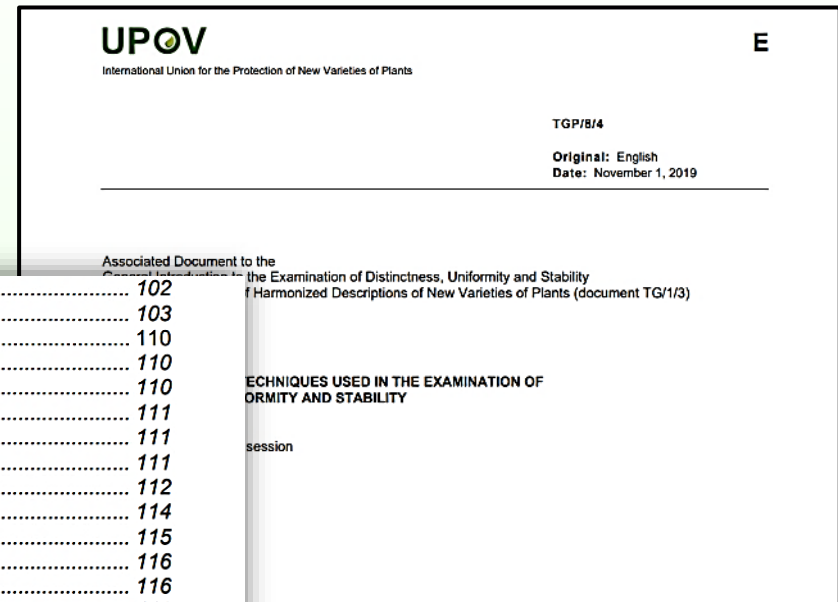 UPOV
E
International Union for the Protection of New Varieties of Plants
TGP/8/4
Original: English
Date: November 1, 2019
Associated Document to the
General Introduction to the Examination of Distinctness, Uniformity and Stability
f Harmonized Descriptions of New Varieties of Plants (document TG/1/3)
ECHNIQUES USED IN THE EXAMINATION OF
ORMITY AND STABILITY
session
..................... 102
..................... 103
..................... 110
..................... 110
..................... 110
..................... 111
..................... 111
..................... 111
..................... 112
..................... 114
..................... 115
..................... 116
..................... 116